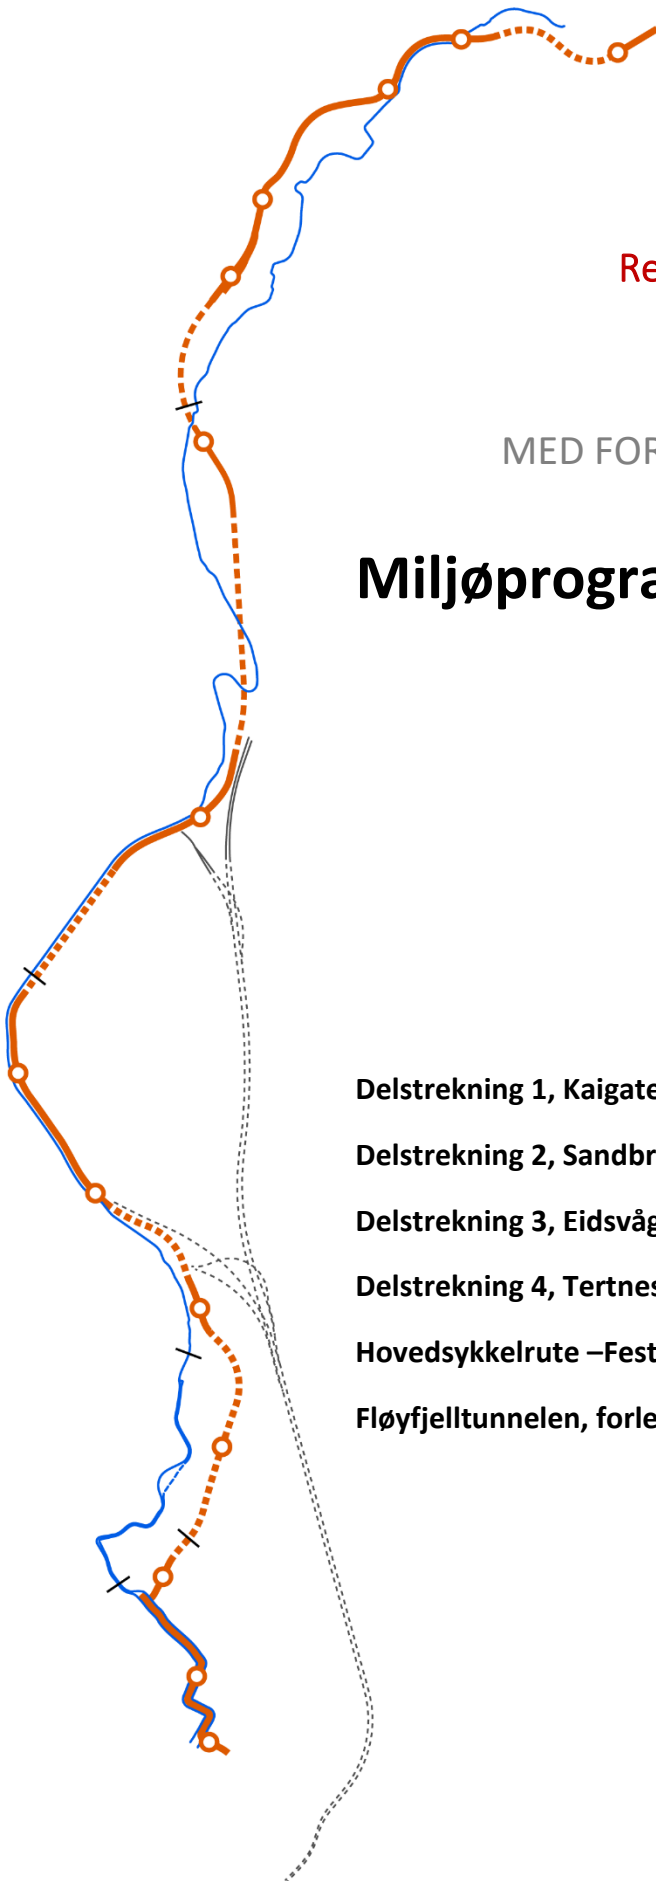 Re
MED FOR
Miljøprogra
Delstrekning 1, Kaigate
Delstrekning 2, Sandbr
Delstrekning 3, Eidsvåg
Delstrekning 4, Tertnes
Hovedsykkelrute –Fest
Fløyfjelltunnelen, forle